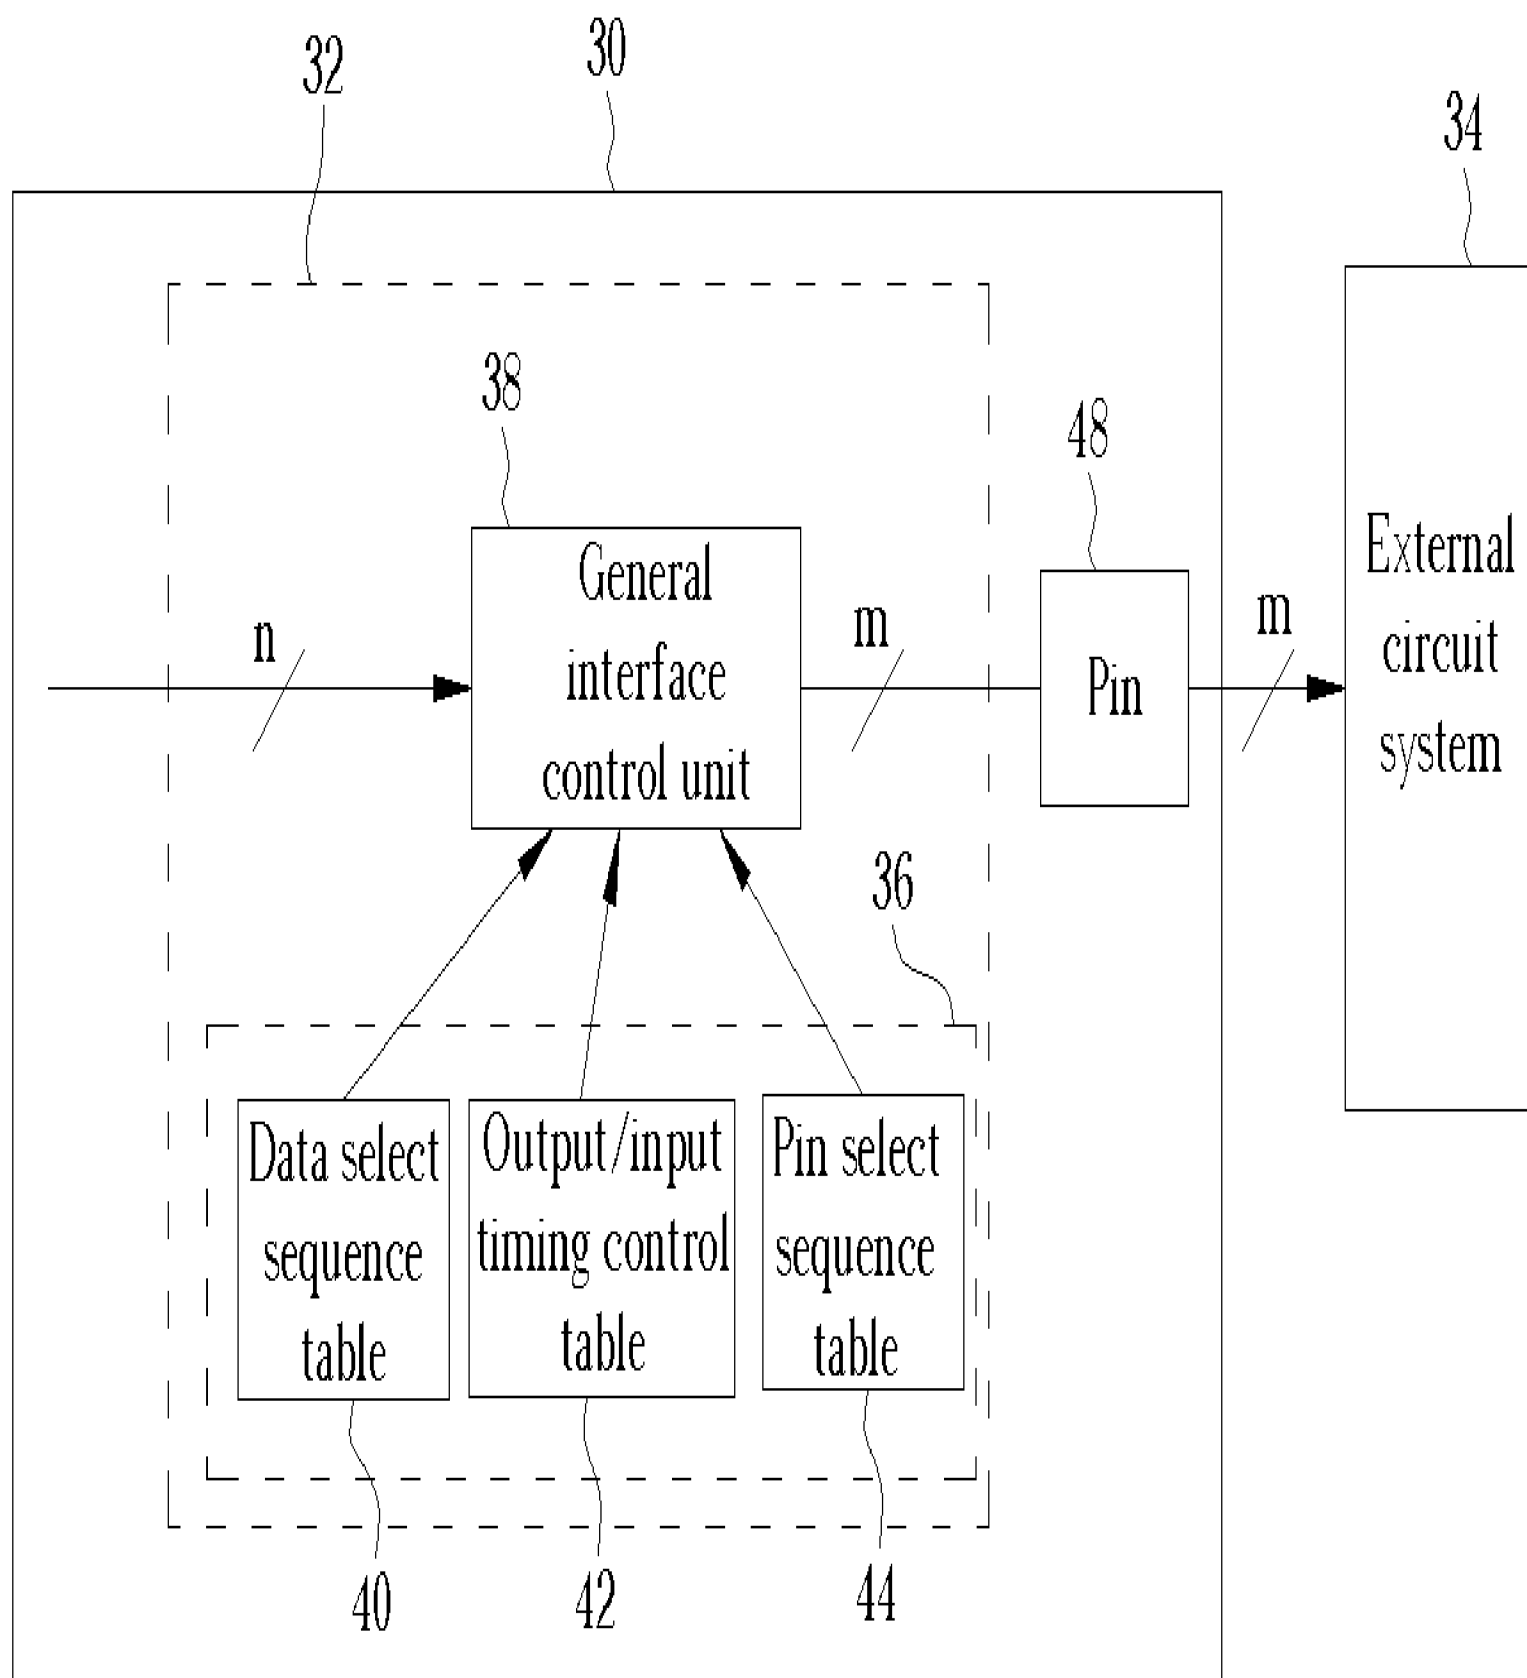 32
30
34
38
48
General
interface
control unit
n
m
Pin
m
External
circuit
system
36
Data select
sequence
table
Output/input
timing control
table
Pin select
sequence
table
40
42
44